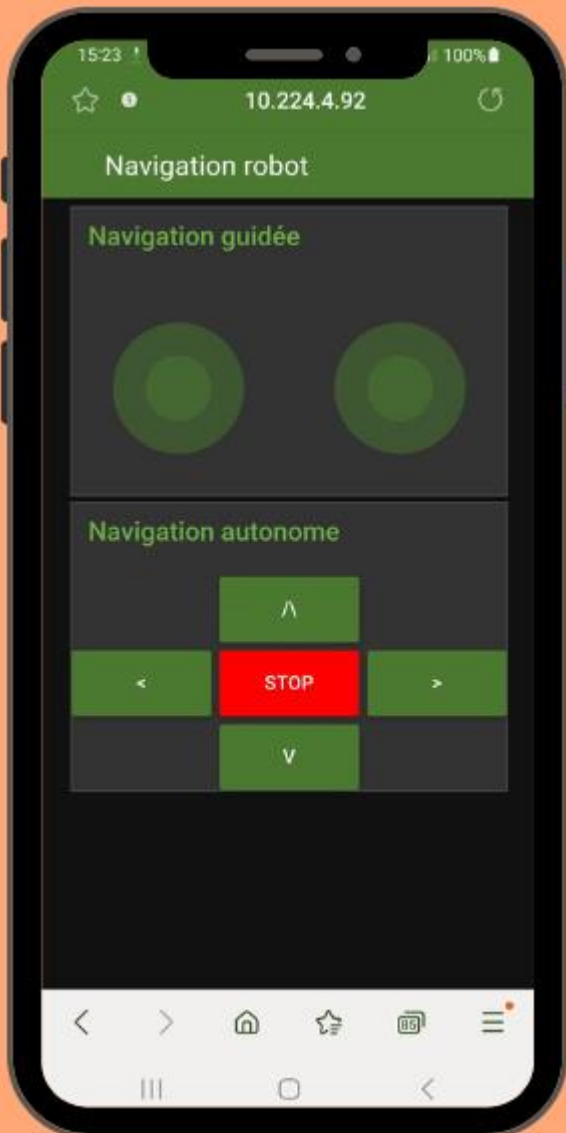 15:23 100%
10.224.4.92
Navigation robot
Navigation guidée
Navigation autonome
/\
< STOP >
V
85